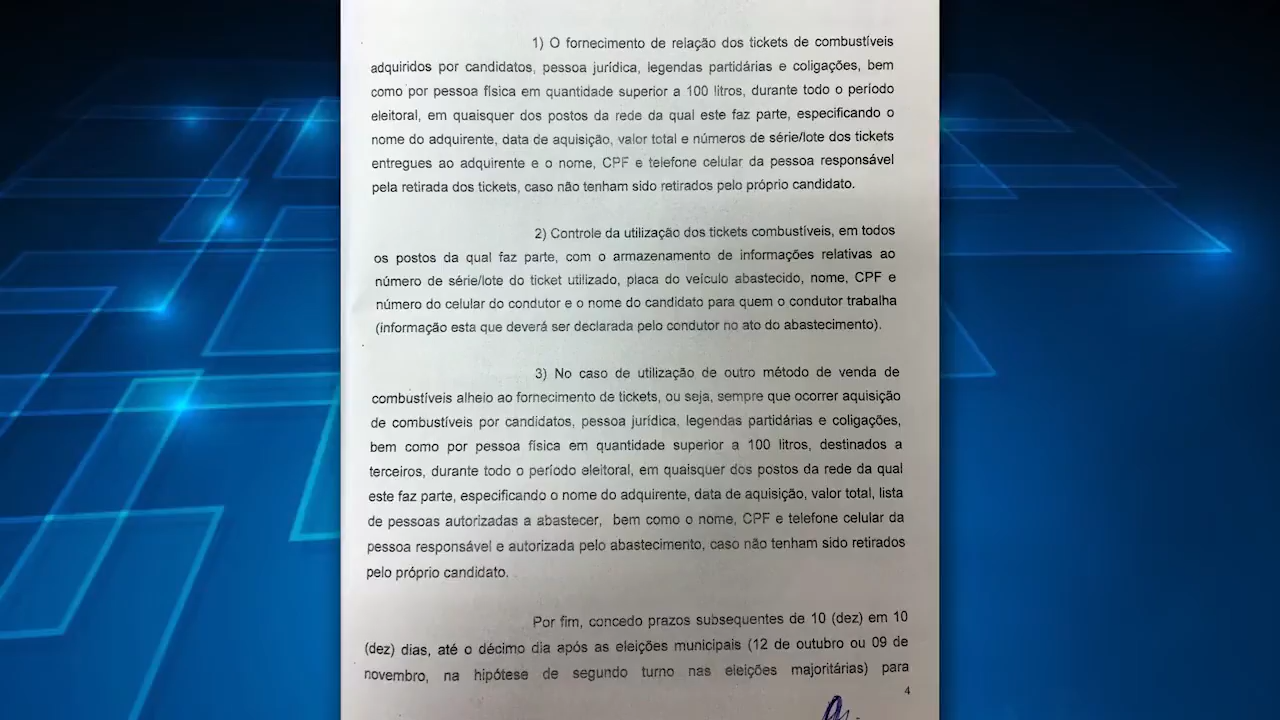 1) O fornecimento de relação dos tickets de combustíveis
adquiridos por candidatos, pessoa jurídica, legendas partidárias e coligações, bem
como por pessoa física em quantidade superior a 100 litros, durante todo o período
eleitoral, em quaisquer dos postos da rede da qual este faz parte, especificando o
nome do adquirente, data de aquisição, valor total e números de série/lote dos tickets
entregues ao adquirente e o nome, CPF e telefone celular da pessoa responsável
pela retirada dos tickets, caso não tenham sido retirados pelo próprio candidato.
2) Controle da utilização dos tickets combustíveis, em todos
os postos da qual faz parte, com o armazenamento de informações relativas ao
número de série/lote do ticket utilizado, placa do veículo abastecido, nome, CPF e
número do celular do condutor e o nome do candidato para quem o condutor trabalha
(informação esta que deverá ser declarada pelo condutor no ato do abastecimento).
3) No caso de utilização de outro método de venda de
combustíveis alheio ao fornecimento de tickets, ou seja, sempre que ocorrer aquisição
de combustíveis por candidatos, pessoa jurídica, legendas partidárias e coligações,
bem como por pessoa física em quantidade superior a 100 litros, destinados a
terceiros, durante todo o período eleitoral, em quaisquer dos postos da rede da qual
este faz parte, especificando o nome do adquirente, data de aquisição, valor total, lista
de pessoas autorizadas a abastecer, bem como o nome, CPF e telefone celular da
pessoa responsável e autorizada pelo abastecimento, caso não tenham sido retirados
pelo próprio candidato.
Por fim, concedo prazos subsequentes de 10 (dez) em 10
(dez) dias, até o décimo dia após as eleições municipais (12 de outubro ou 09 de
novembro, na hipótese de segundo turno nas eleições majoritárias) para
4